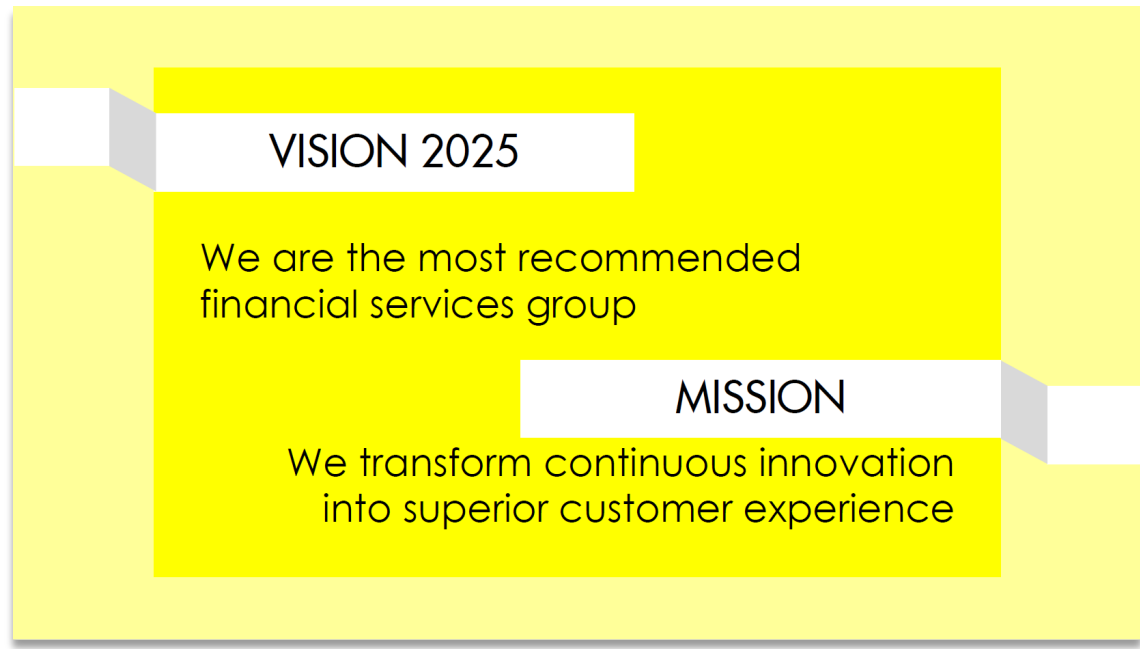 VISION 2025
We are the most recommended
financial services group
MISSION
We transform continuous innovation
into superior customer experience